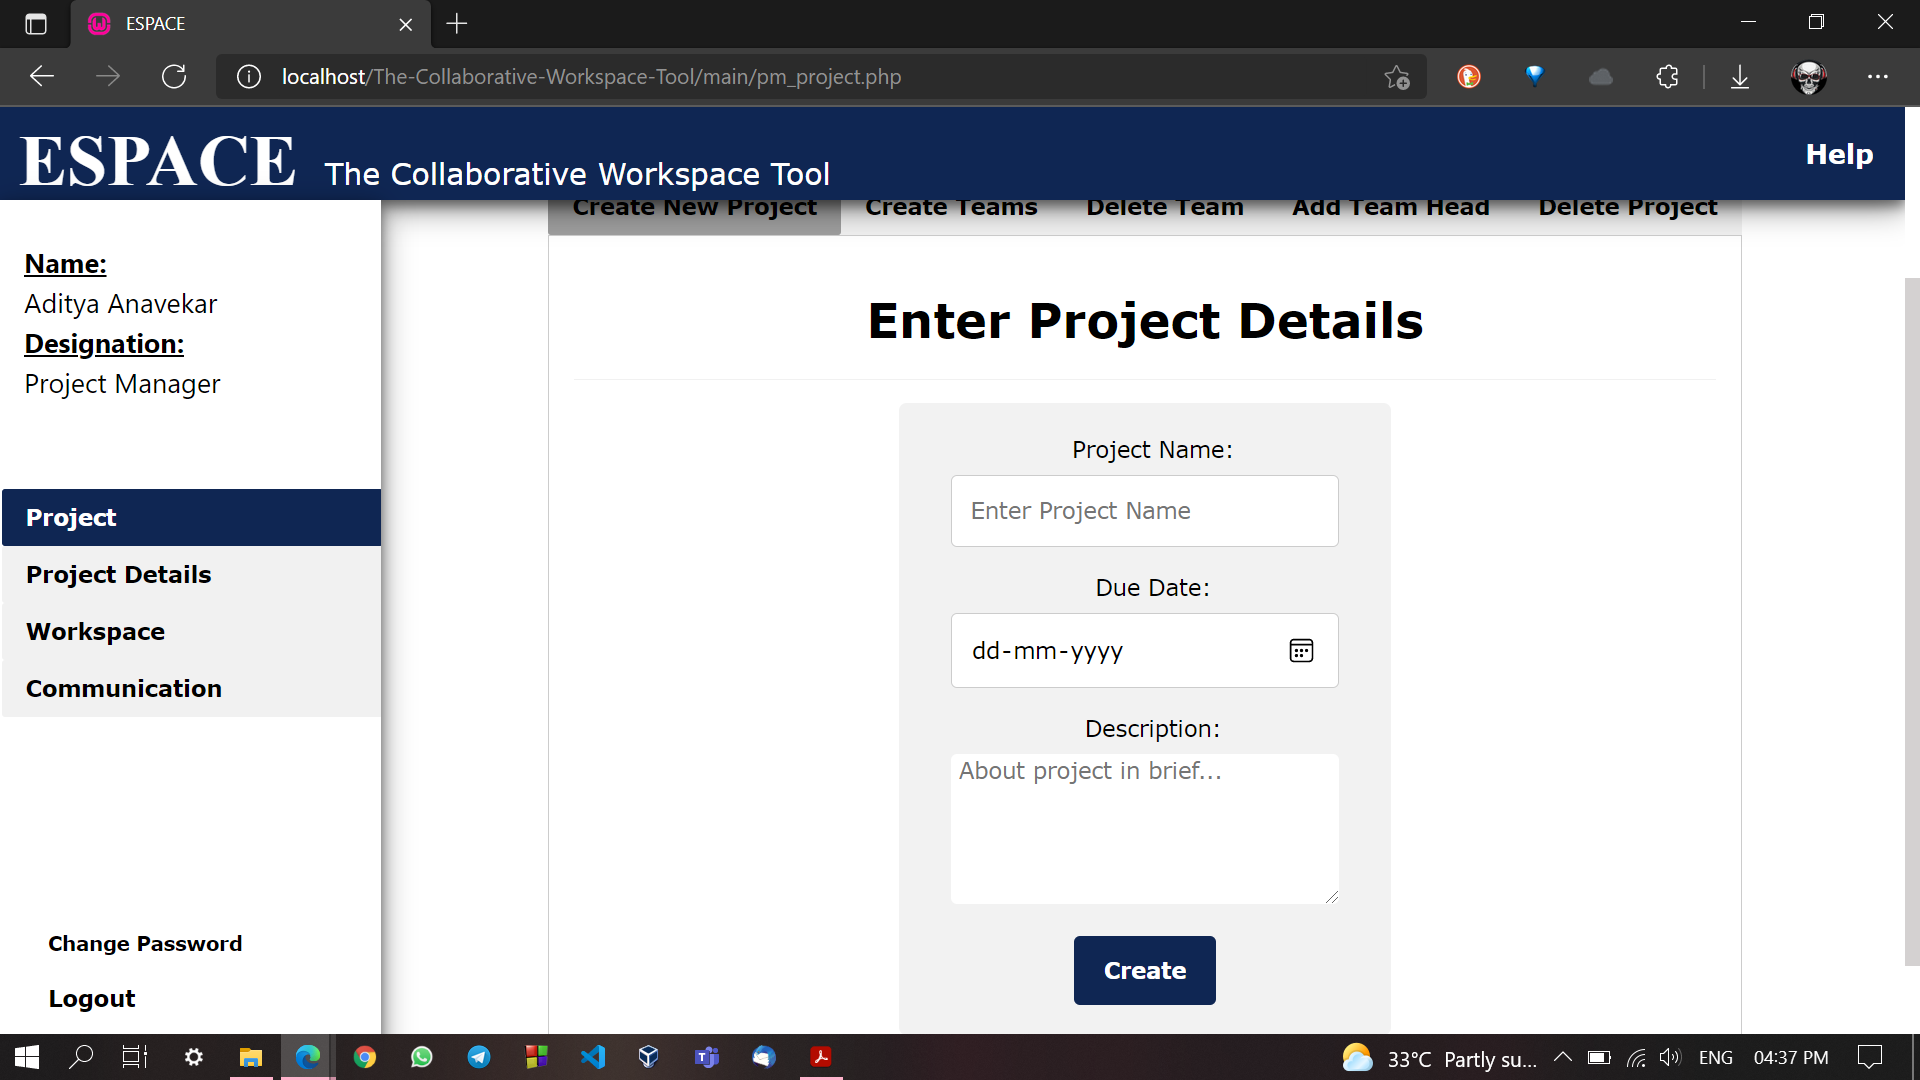 ESPACE
localhost/The-Collaborative-Workspace-Tool/main/pm_project.php
ESPACE The Collaborative Workspace Tool
Help
Create New Project Create Teams Delete Team Add Team Head Delete Project
Name:
Aditya Anavekar
Designation:
Project Manager
Project
Project Details
Workspace
Communication
Change Password
Logout
Enter Project Details
Project Name:
Enter Project Name
Due Date:
dd-mm-yyyy
Description:
About project in brief...
Create
33°C Partly su... ENG 04:37 PM